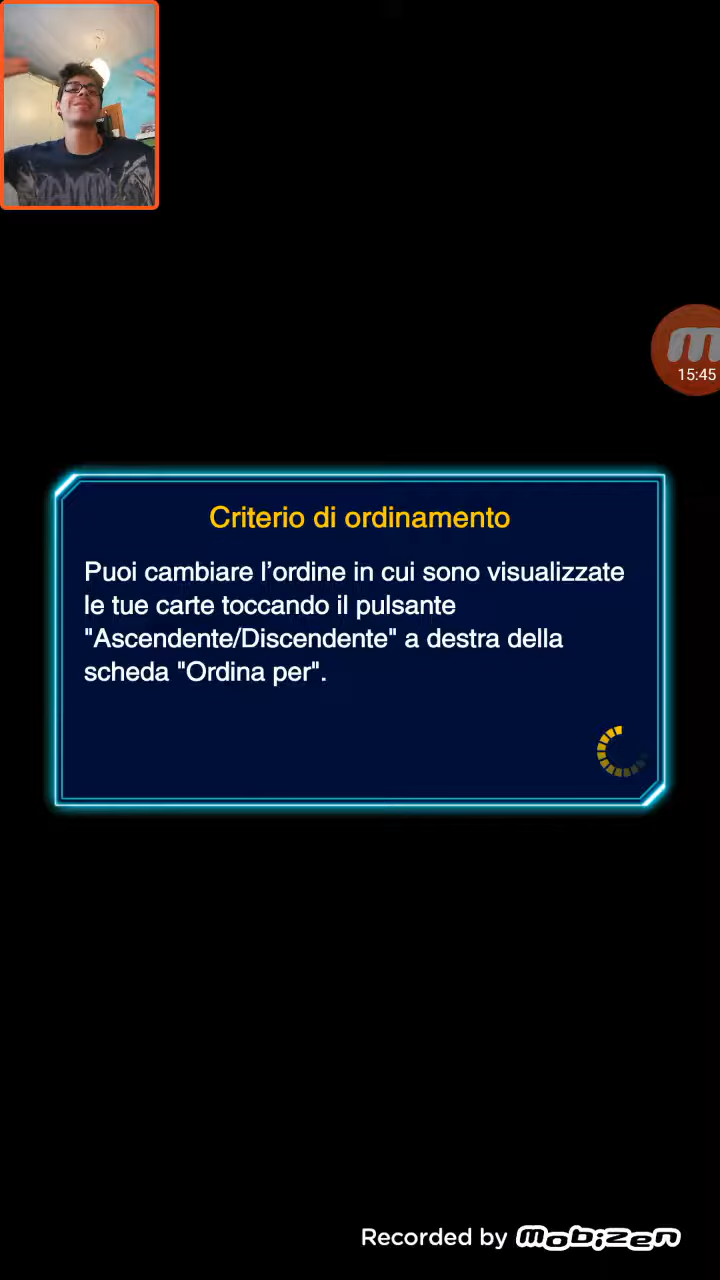 m
15:45
Criterio di ordinamento
Puoi cambiare l'ordine in cui sono visualizzate
le tue carte toccando il pulsante
"Ascendente/Discendente" a destra della
scheda "Ordina per".
Recorded by mobizen